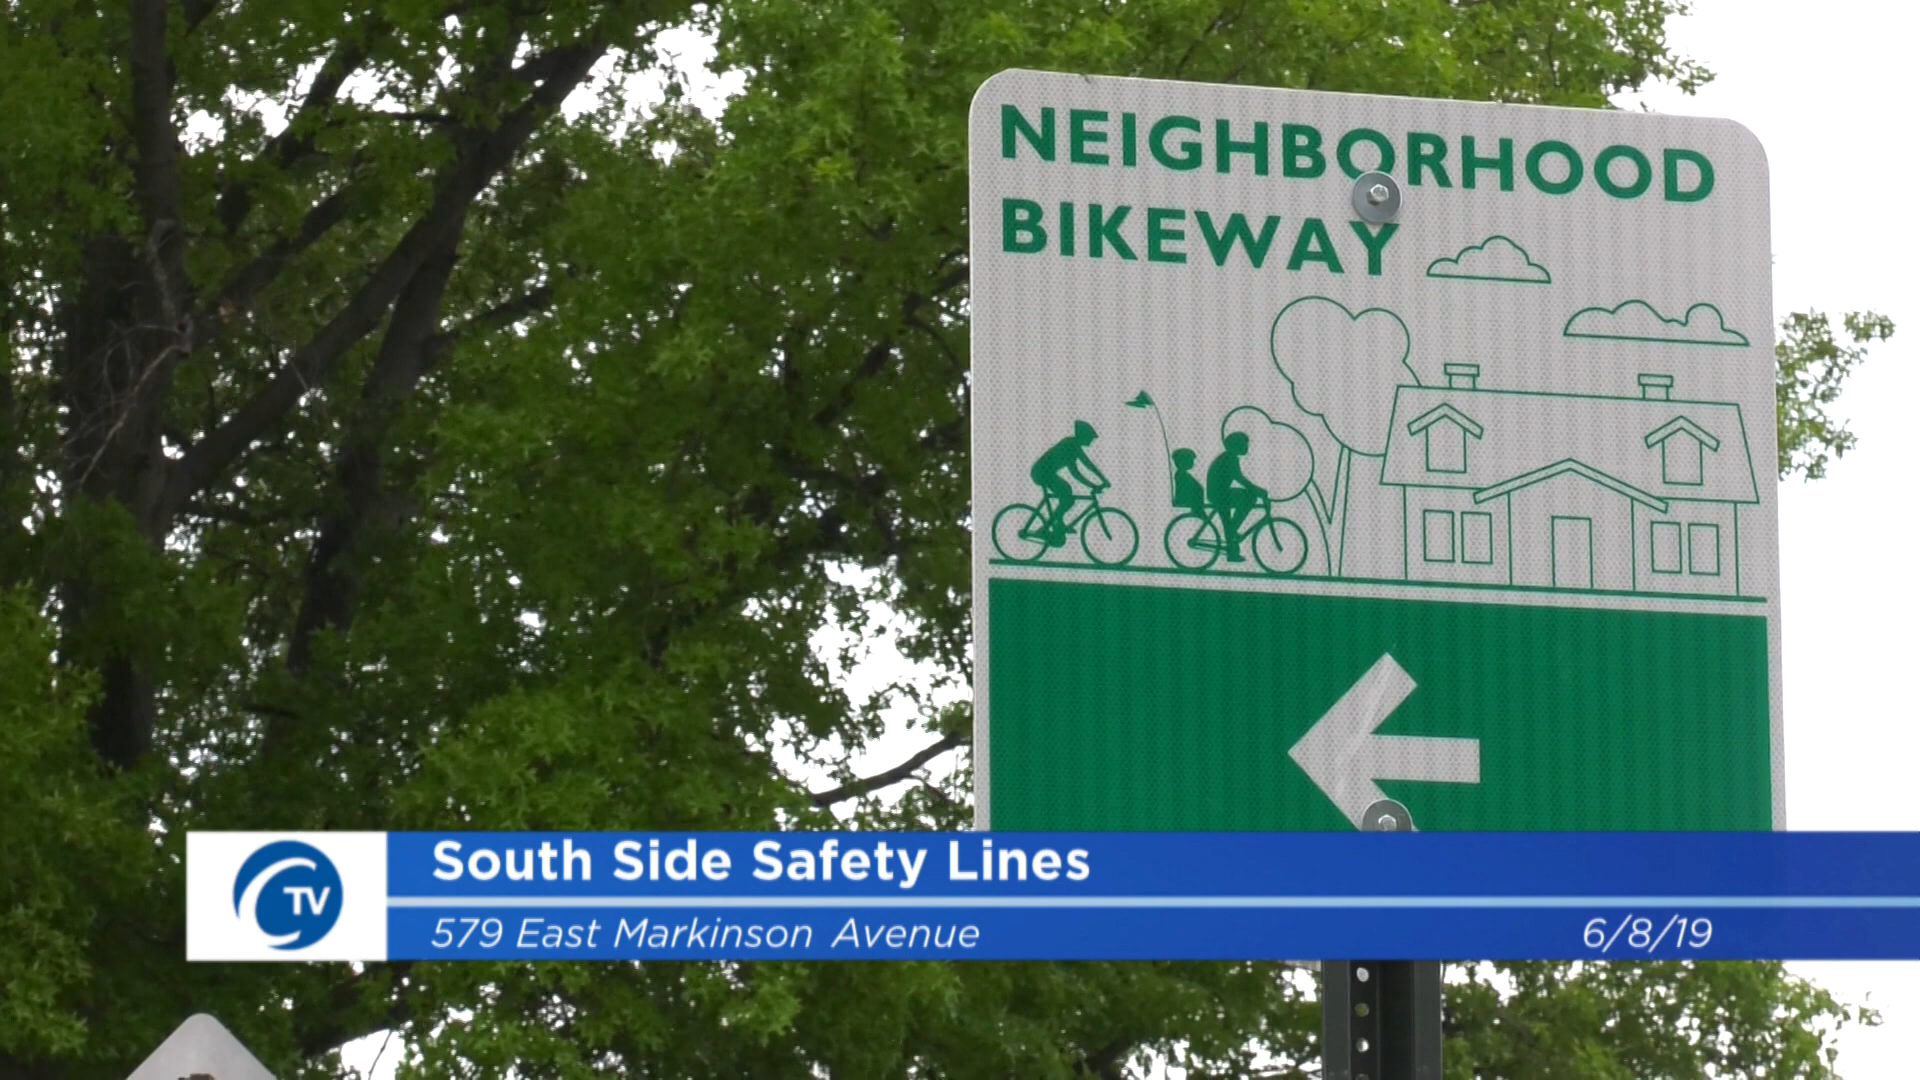 NEIGHBORHOOD
BIKEWAY
TV
South Side Safety Lines
579 East Markinson Avenue
6/8/19